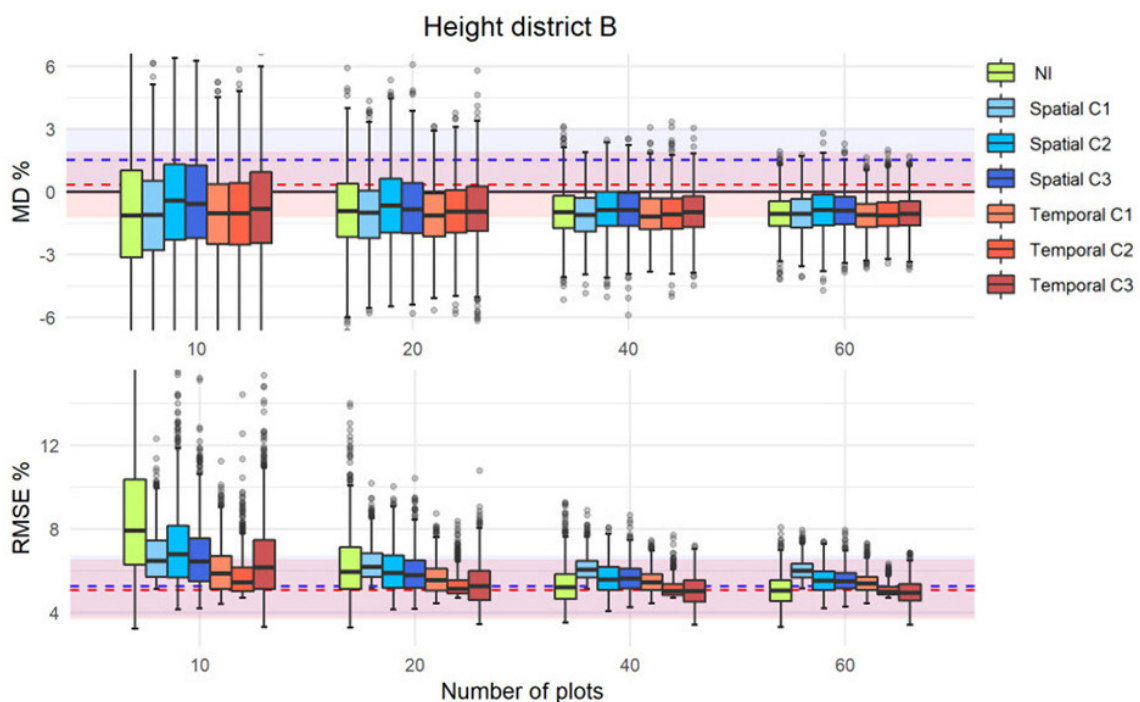 Height district B
MD %
6
3
0
-3
-6
10 20 40 60
NI
Spatial C1
Spatial C2
Spatial C3
Temporal C1
Temporal C2
Temporal C3
RMSE %
12
8
4
10 20 40 60
Number of plots